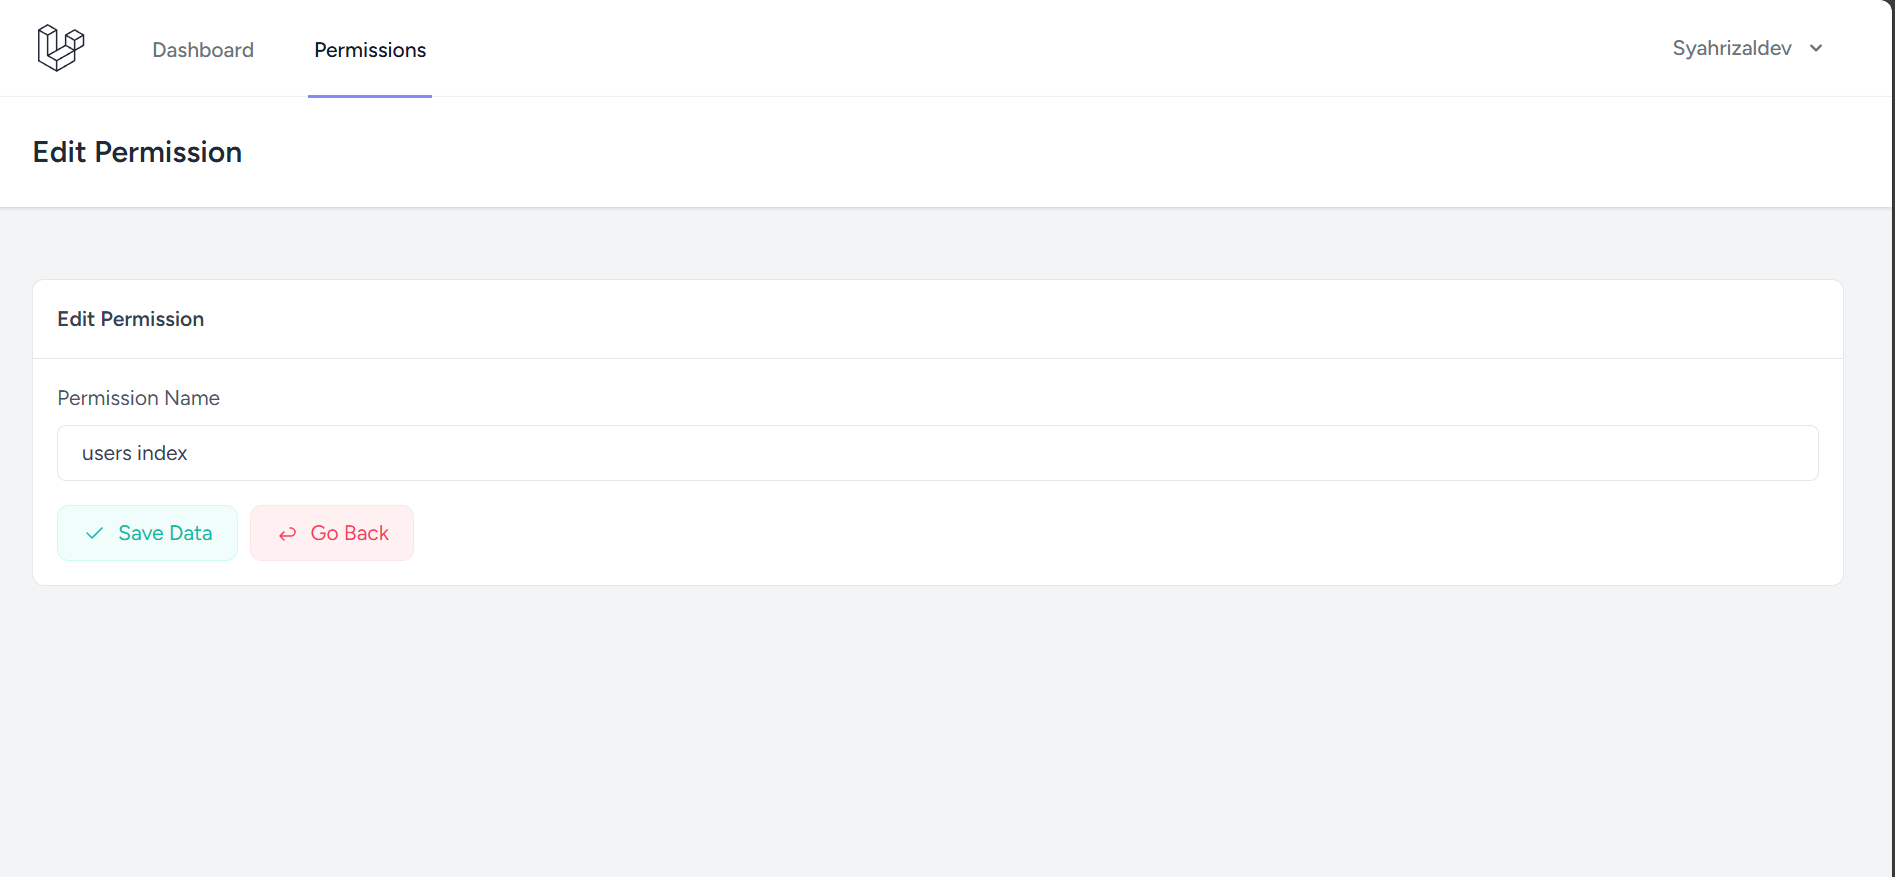 Dashboard Permissions Syahrizaldev
Edit Permission
Edit Permission
Permission Name
users index
Save Data Go Back